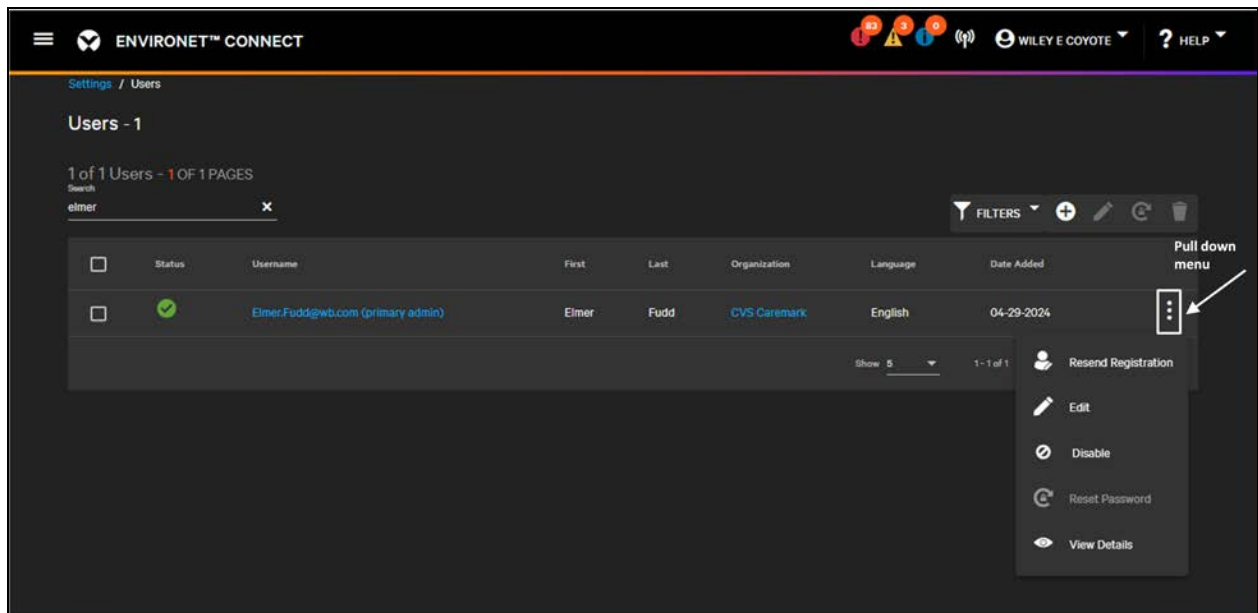 ENVIRONET™ CONNECT
83 3 0
WILEY E COYOTE
? HELP
Settings / Users
Users - 1
1 of 1 Users - 1 OF 1 PAGES
Search
elmer
FILTERS
Pull down
menu
Status Username First Last Organization Language Date Added
Elmer.Fudd@wb.com (primary admin) Elmer Fudd CVS Caremark English 04-29-2024
Show 5 1 - 1 of 1
Resend Registration
Edit
Disable
Reset Password
View Details